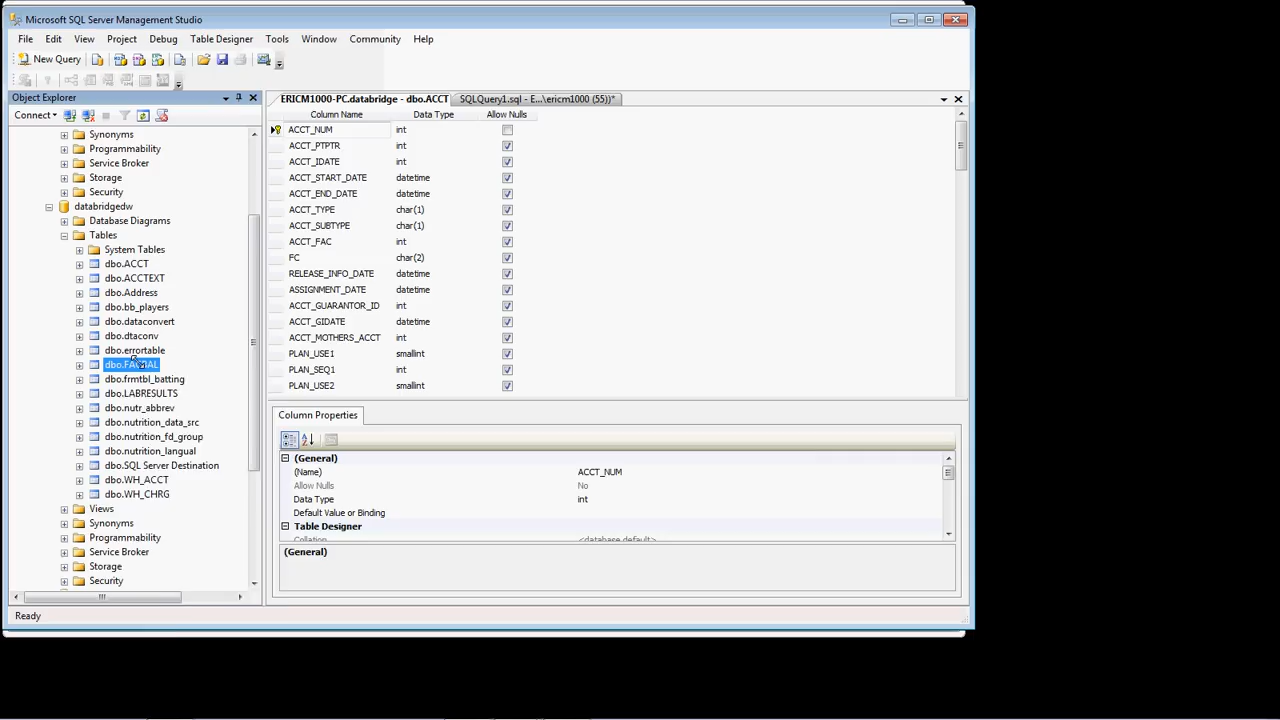 Microsoft SQL Server Management Studio
File Edit View Project Debug Table Designer Tools Window Community Help
New Query
Object Explorer
Connect
Synonyms
Programmability
Service Broker
Storage
Security
databridgedw
Database Diagrams
Tables
System Tables
dbo.ACCT
dbo.ACCTEXT
dbo.Address
dbo.bb_players
dbo.dataconvert
dbo.dtaconv
dbo.errortable
dbo.frmtbl_batting
dbo.LABRESULTS
dbo.nutr_abbrev
dbo.nutrition_data_src
dbo.nutrition_fd_group
dbo.nutrition_langual
dbo.SQL Server Destination
dbo.WH_ACCT
dbo.WH_CHRG
Views
Synonyms
Programmability
Service Broker
Storage
Security
ERICM1000-PC.databridge - dbo.ACCT SQLQuery1.sql - E...\ericm1000 (55))*
Column Name Data Type Allow Nulls
ACCT_NUM int
ACCT_PTPTR int
ACCT_IDATE int
ACCT_START_DATE datetime
ACCT_END_DATE datetime
ACCT_TYPE char(1)
ACCT_SUBTYPE char(1)
ACCT_FAC int
FC char(2)
RELEASE_INFO_DATE datetime
ASSIGNMENT_DATE datetime
ACCT_GUARANTOR_ID int
ACCT_GIDATE datetime
ACCT_MOTHERS_ACCT int
PLAN_USE1 smallint
PLAN_SEQ1 int
PLAN_USE2 smallint
Column Properties
(General)
(Name) ACCT_NUM
Allow Nulls No
Data Type int
Default Value or Binding
Table Designer
Collation <database default>
(General)
Ready